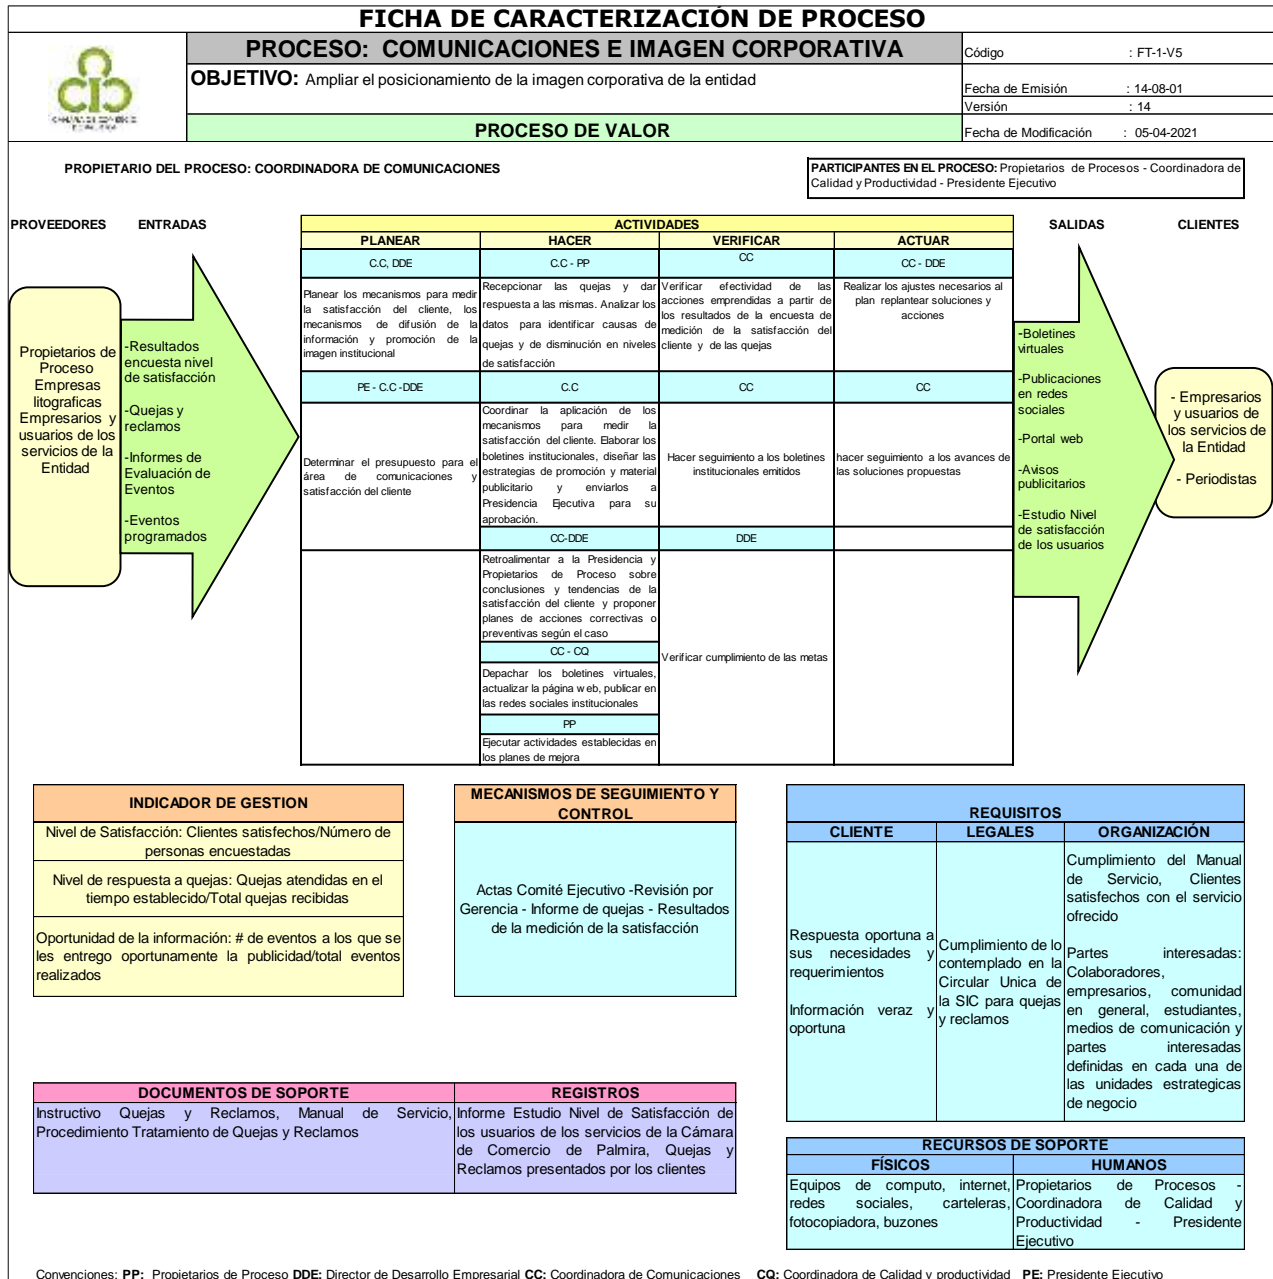 FICHA DE CARACTERIZACIÓN DE PROCESO
PROCESO: COMUNICACIONES E IMAGEN CORPORATIVA
Código : FT-1-V5
OBJETIVO: Ampliar el posicionamiento de la imagen corporativa de la entidad
Fecha de Emisión : 14-08-01
Versión : 14
CIC
CAMARA DE COMERCIO
DE PALMIRA
PROCESO DE VALOR
Fecha de Modificación : 05-04-2021
PROPIETARIO DEL PROCESO: COORDINADORA DE COMUNICACIONES
PARTICIPANTES EN EL PROCESO: Propietarios de Procesos - Coordinadora de
Calidad y Productividad - Presidente Ejecutivo
PROVEEDORES
ENTRADAS
ACTIVIDADES
SALIDAS
CLIENTES
PLANEAR
HACER
VERIFICAR
ACTUAR
Propietarios de
Proceso
Empresas
litograficas
Empresarios y
usuarios de los
servicios de la
Entidad
-Resultados
encuesta nivel
de satisfacción
-Quejas y
reclamos
-Informes de
Evaluación de
Eventos
-Eventos
programados
C.C, DDE
Planear los mecanismos para medir
la satisfacción del cliente, los
mecanismos de difusión de la
información y promoción de la
imagen institucional
PE - C.C -DDE
Determinar el presupuesto para el
área de comunicaciones y
satisfacción del cliente
C.C - PP
Recepcionar las quejas y dar
respuesta a las mismas. Analizar los
datos para identificar causas de
quejas y de disminución en niveles
de satisfacción
C.C
Coordinar la aplicación de los
mecanismos para medir la
satisfacción del cliente. Elaborar los
boletines institucionales, diseñar las
estrategias de promoción y material
publicitario y enviarlos a
Presidencia Ejecutiva para su
aprobación.
CC-DDE
Retroalimentar a la Presidencia y
Propietarios de Proceso sobre
conclusiones y tendencias de la
satisfacción del cliente y proponer
planes de acciones correctivas o
preventivas según el caso
CC - CQ
Depachar los boletines virtuales,
actualizar la página web, publicar en
las redes sociales institucionales
PP
Ejecutar actividades establecidas en
los planes de mejora
CC
Verificar efectividad de las
acciones emprendidas a partir de
los resultados de la encuesta de
medición de la satisfacción del
cliente y de las quejas
CC
Hacer seguimiento a los boletines
institucionales emitidos
DDE
Verificar cumplimiento de las metas
CC - DDE
Realizar los ajustes necesarios al
plan replantear soluciones y
acciones
CC
hacer seguimiento a los avances de
las soluciones propuestas
-Boletines
virtuales
-Publicaciones
en redes
sociales
-Portal web
-Avisos
publicitarios
-Estudio Nivel
de satisfacción
de los usuarios
- Empresarios
y usuarios de
los servicios de
la Entidad
- Periodistas
INDICADOR DE GESTION
Nivel de Satisfacción: Clientes satisfechos/Número de
personas encuestadas
Nivel de respuesta a quejas: Quejas atendidas en el
tiempo establecido/Total quejas recibidas
Oportunidad de la información: # de eventos a los que se
les entrego oportunamente la publicidad/total eventos
realizados
MECANISMOS DE SEGUIMIENTO Y
CONTROL
Actas Comité Ejecutivo -Revisión por
Gerencia - Informe de quejas - Resultados
de la medición de la satisfacción
REQUISITOS
CLIENTE
LEGALES
ORGANIZACIÓN
Respuesta oportuna a
sus necesidades y
requerimientos
Información veraz y
oportuna
Cumplimiento de lo
contemplado en la
Circular Unica de
la SIC para quejas
y reclamos
Cumplimiento del Manual
de Servicio, Clientes
satisfechos con el servicio
ofrecido
Partes interesadas:
Colaboradores,
empresarios, comunidad
en general, estudiantes,
medios de comunicación y
partes interesadas
definidas en cada una de
las unidades estrategicas
de negocio
DOCUMENTOS DE SOPORTE
Instructivo Quejas y Reclamos, Manual de Servicio,
Procedimiento Tratamiento de Quejas y Reclamos
REGISTROS
Informe Estudio Nivel de Satisfacción de
los usuarios de los servicios de la Cámara
de Comercio de Palmira, Quejas y
Reclamos presentados por los clientes
RECURSOS DE SOPORTE
FÍSICOS
HUMANOS
Equipos de computo, internet,
redes sociales, carteleras,
fotocopiadora, buzones
Propietarios de Procesos -
Coordinadora de Calidad y
Productividad - Presidente
Ejecutivo
Convenciones: PP: Propietarios de Proceso DDE: Director de Desarrollo Empresarial CC: Coordinadora de Comunicaciones CQ: Coordinadora de Calidad y productividad PE: Presidente Ejecutivo